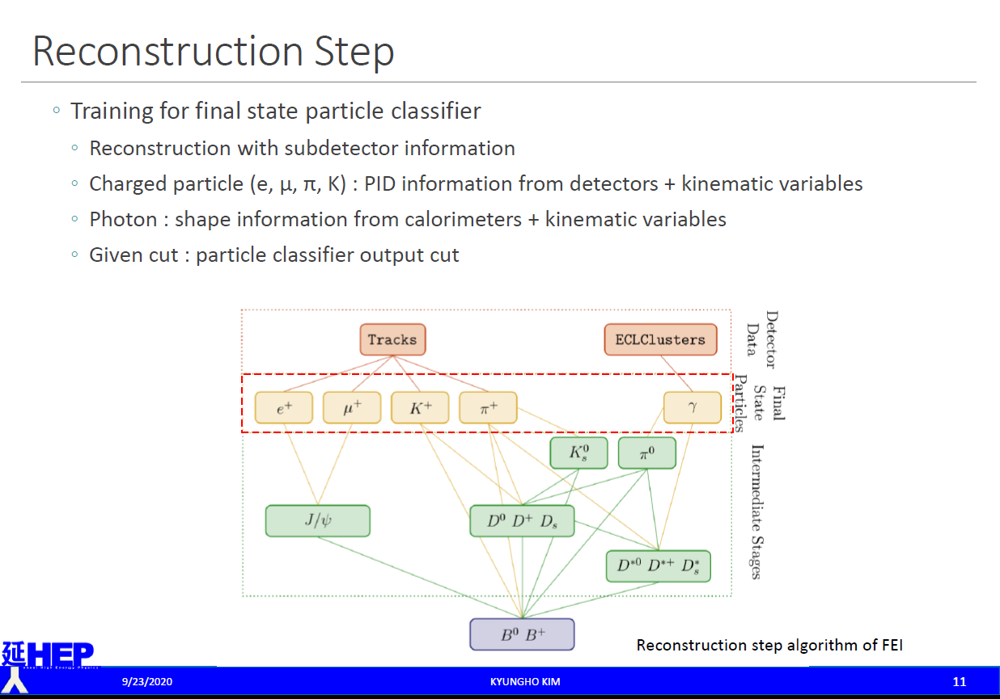 Reconstruction Step
◦ Training for final state particle classifier
◦ Reconstruction with subdetector information
◦ Charged particle (e, μ, π, K) : PID information from detectors + kinematic variables
◦ Photon : shape information from calorimeters + kinematic variables
◦ Given cut : particle classifier output cut
Tracks
ECLClusters
Detector
Data
e⁺
μ⁺
K⁺
π⁺
γ
Final
State
Particles
K⁰ₛ
π⁰
J/ψ
D⁰ D⁺ Dₛ
D*⁰ D*⁺ D*ₛ
Intermediate Stages
B⁰ B⁺
Reconstruction step algorithm of FEI
延HEP
9/23/2020
KYUNGHO KIM
11